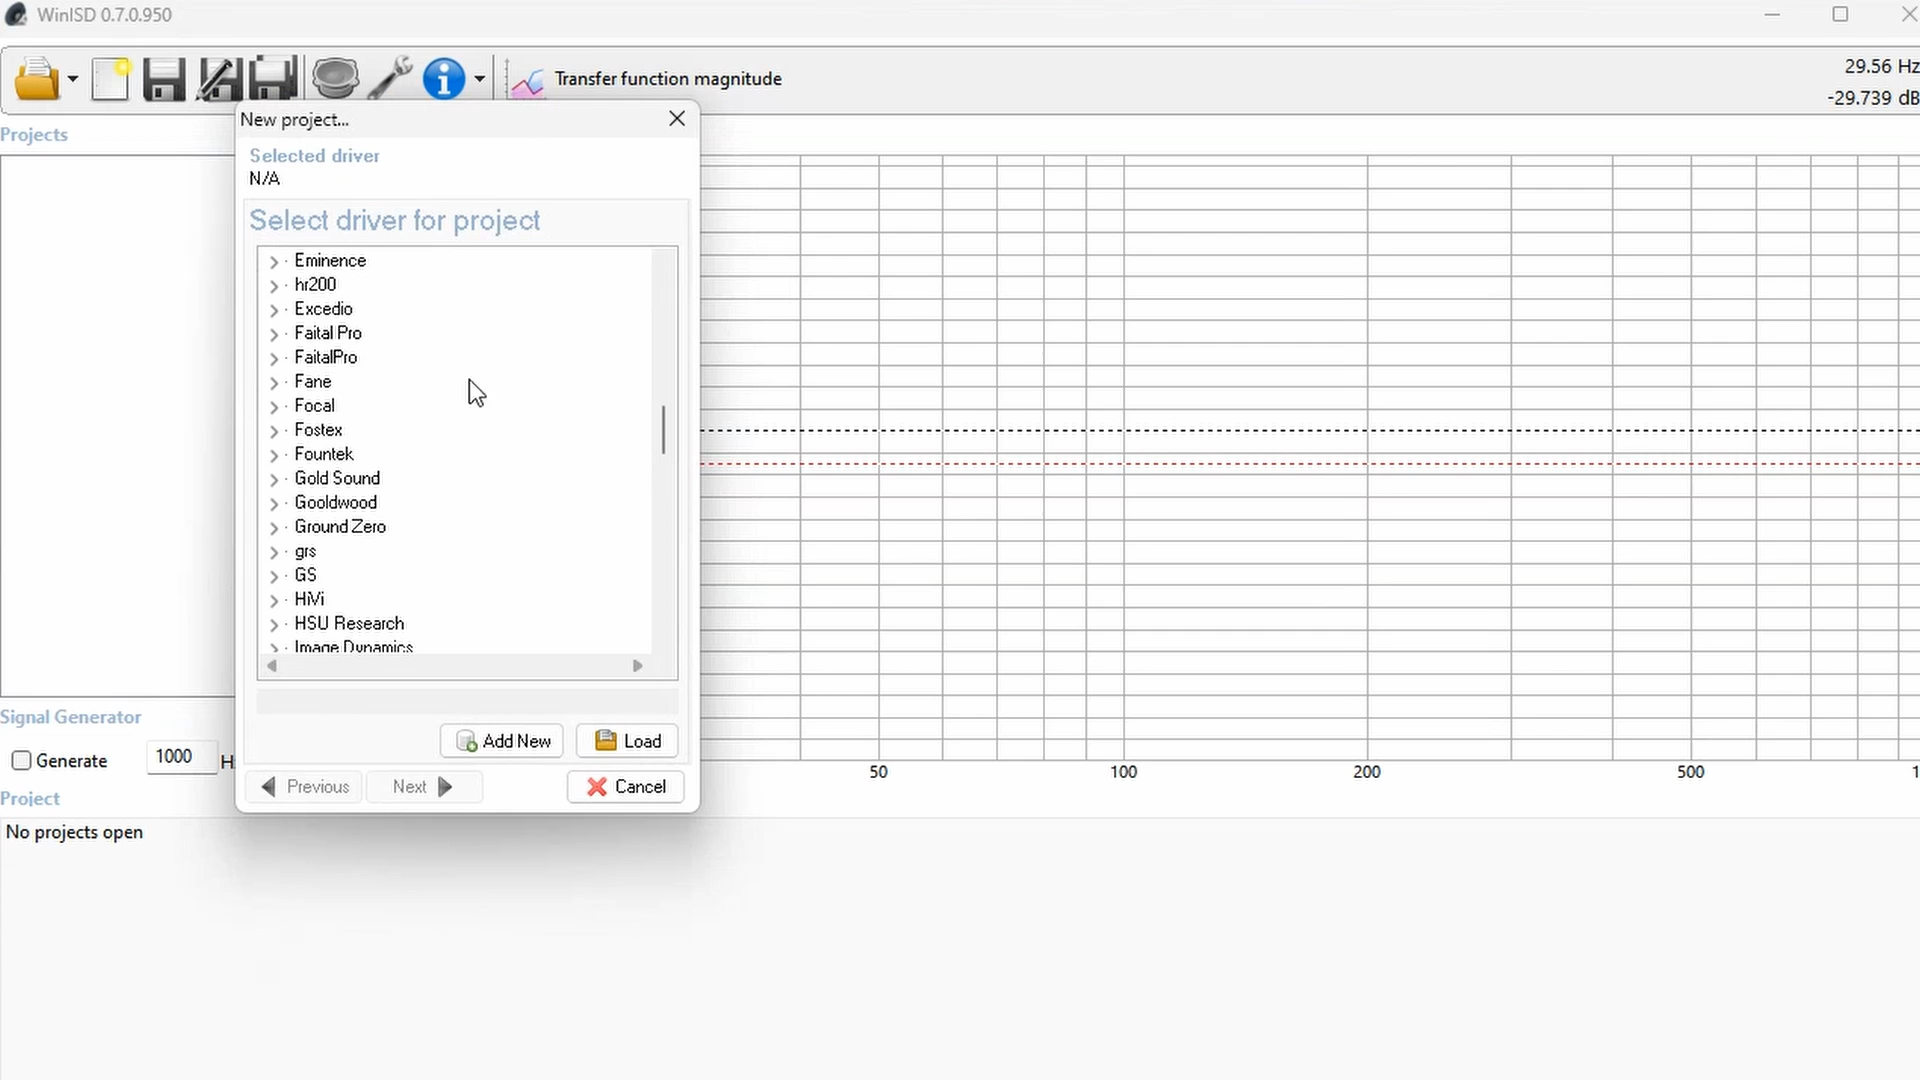 WinISD 0.7.0.950
Transfer function magnitude
29.56 Hz
-29.739 dB
Projects
New project...
Selected driver
N/A
Select driver for project
Eminence
hr200
Excedio
Faital Pro
FaitalPro
Fane
Focal
Fostex
Fountek
Gold Sound
Gooldwood
Ground Zero
grs
GS
HiVi
HSU Research
Image Dynamics
Add New
Load
Previous
Next
Cancel
Signal Generator
Generate
1000
50
100
200
500
Project
No projects open